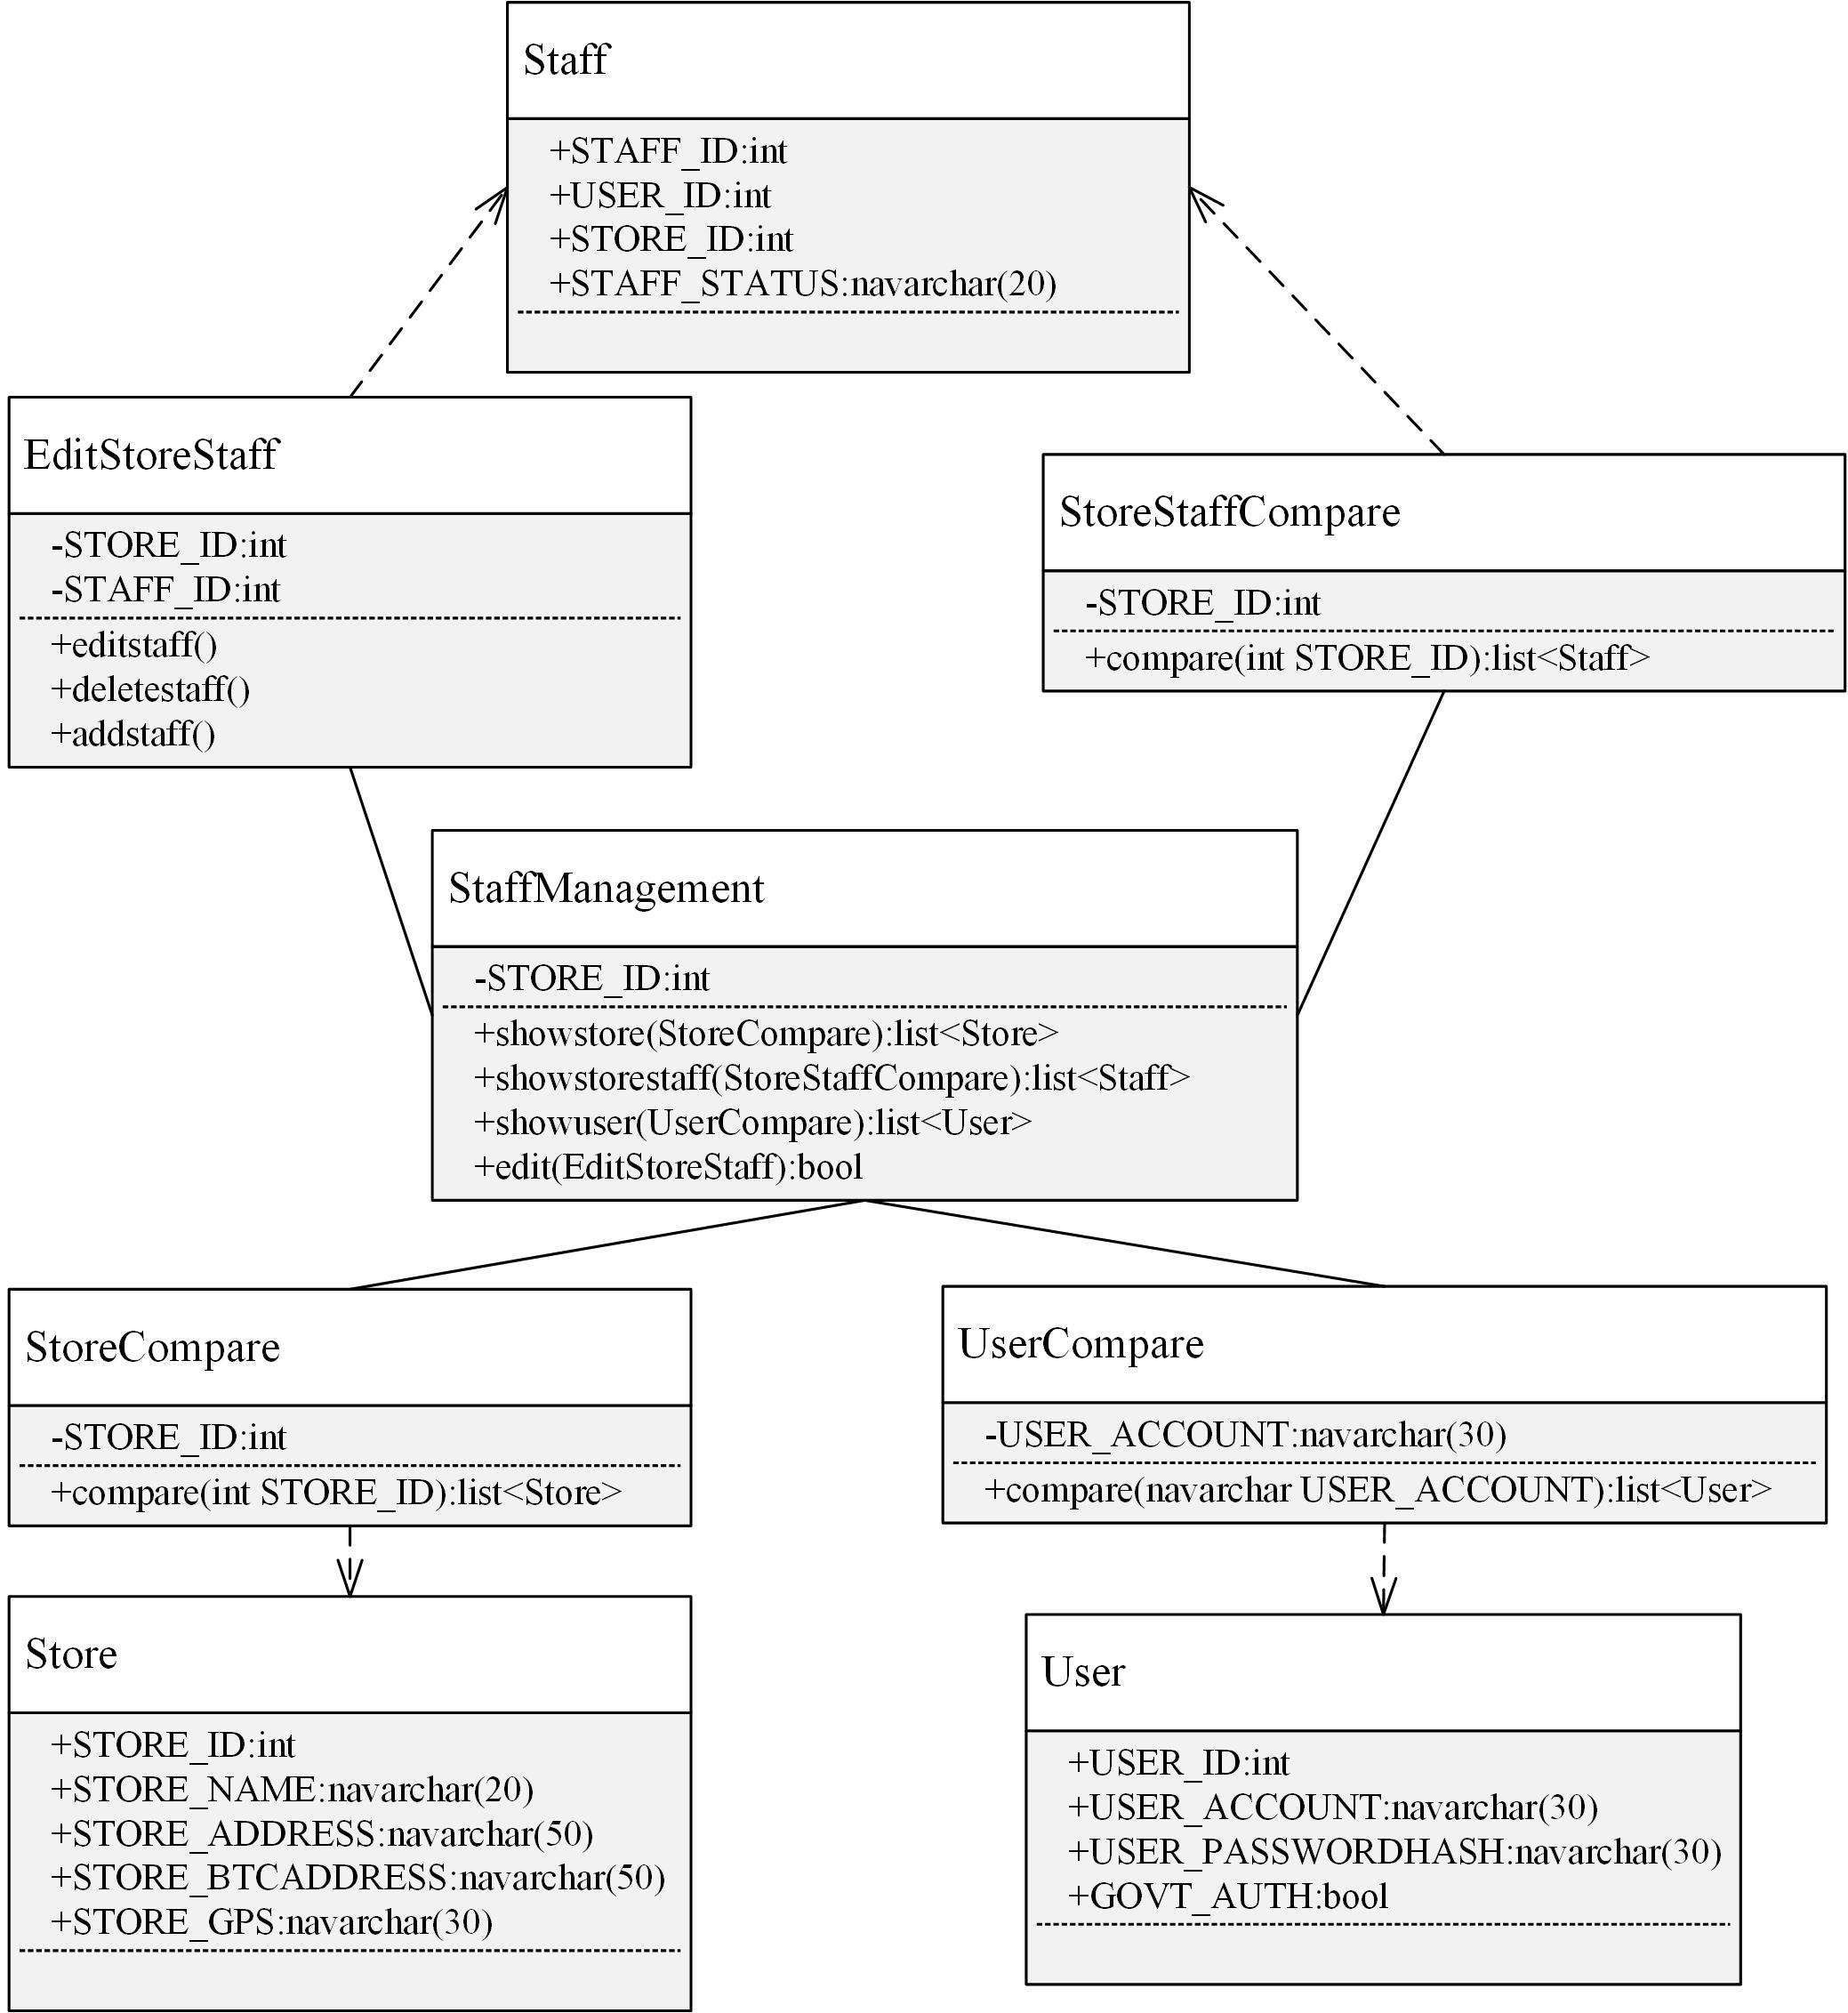 Staff
+STAFF_ID:int
+USER_ID:int
+STORE_ID:int
+STAFF_STATUS:navarchar(20)
EditStoreStaff
-STORE_ID:int
-STAFF_ID:int
+editstaff()
+deletestaff()
+addstaff()
StoreStaffCompare
-STORE_ID:int
+compare(int STORE_ID):list<Staff>
StaffManagement
-STORE_ID:int
+showstore(StoreCompare):list<Store>
+showstorestaff(StoreStaffCompare):list<Staff>
+showuser(UserCompare):list<User>
+edit(EditStoreStaff):bool
StoreCompare
-STORE_ID:int
+compare(int STORE_ID):list<Store>
UserCompare
-USER_ACCOUNT:navarchar(30)
+compare(navarchar USER_ACCOUNT):list<User>
Store
+STORE_ID:int
+STORE_NAME:navarchar(20)
+STORE_ADDRESS:navarchar(50)
+STORE_BTCADDRESS:navarchar(50)
+STORE_GPS:navarchar(30)
User
+USER_ID:int
+USER_ACCOUNT:navarchar(30)
+USER_PASSWORDHASH:navarchar(30)
+GOVT_AUTH:bool